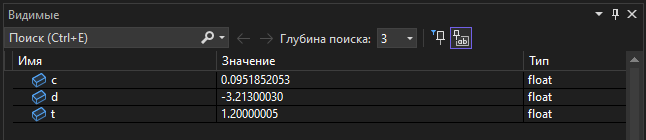 Видимые
Поиск (Ctrl+E) Глубина поиска: 3
Имя Значение Тип
c 0.0951852053 float
d -3.21300030 float
t 1.20000005 float